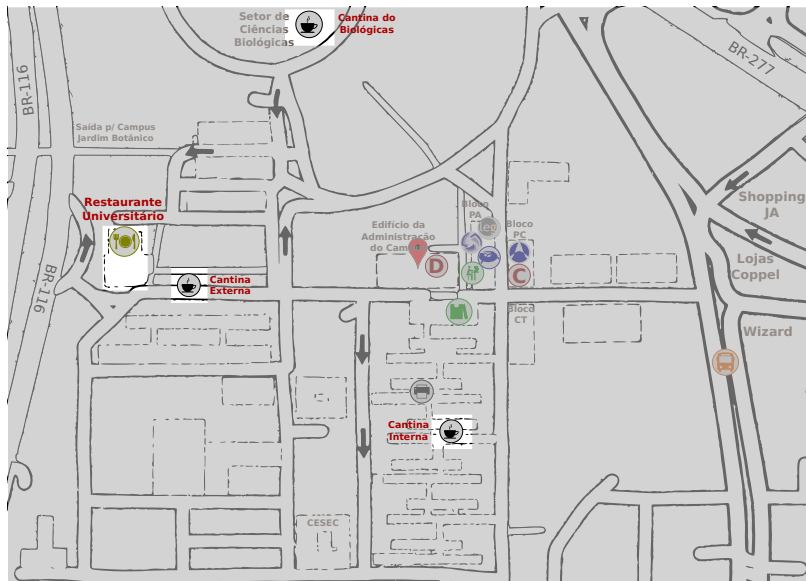 Setor de
Ciências
Biológicas
Cantina do
Biológicas
BR-116
BR-277
Saída p/ Campus
Jardim Botânico
Restaurante
Universitário
Shopping
JA
Bloco
PA
Edifício da
Administração
do Cam
Bloco
PC
Lojas
Coppel
D
C
BR-116
Cantina
Externa
Bloco
CT
Wizard
Cantina
Interna
CESEC